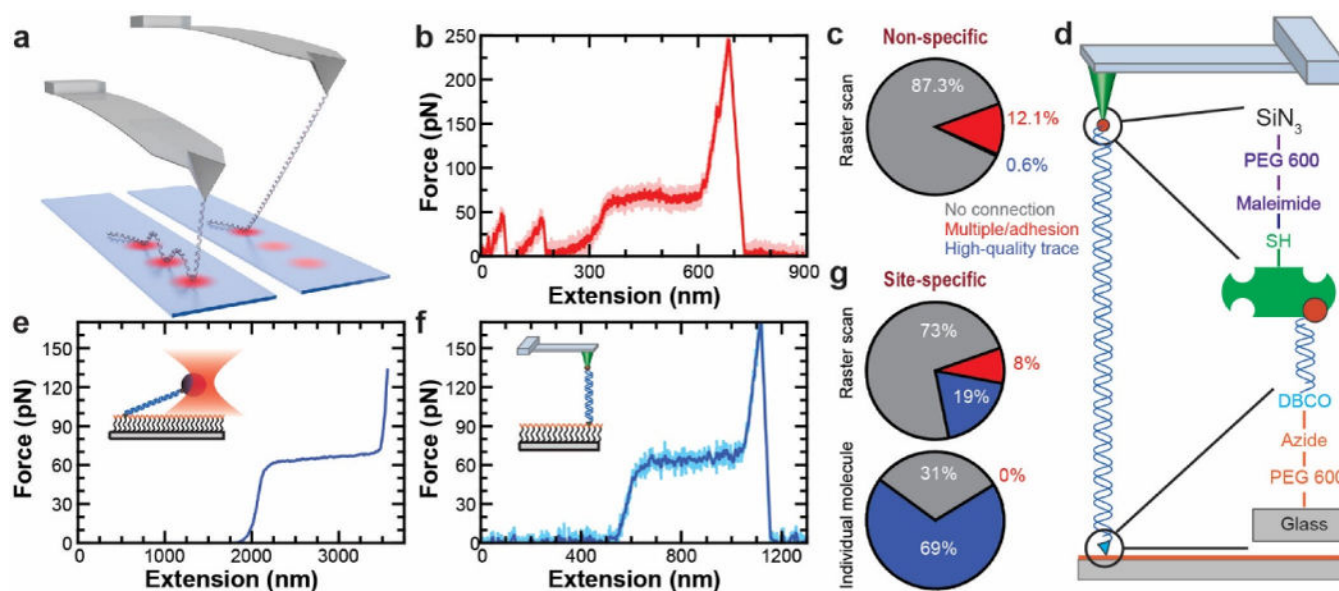 a
b
250
200
150
100
50
0
Force (pN)
0
300
600
900
Extension (nm)
c
Non-specific
Raster scan
87.3%
12.1%
0.6%
No connection
Multiple/adhesion
High-quality trace
d
SiN3
PEG 600
Maleimide
SH
DBCO
Azide
PEG 600
Glass
e
150
120
90
60
30
0
Force (pN)
0
1000
2000
3000
Extension (nm)
f
150
120
90
60
30
0
Force (pN)
0
400
800
1200
Extension (nm)
g
Site-specific
Raster scan
73%
8%
19%
Individual molecule
31%
0%
69%